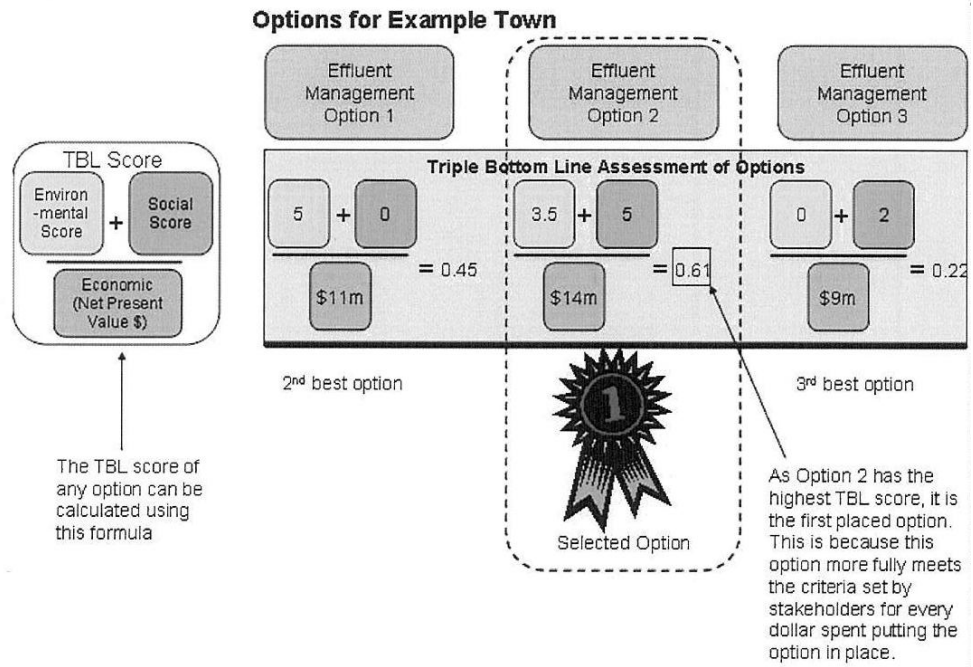 Options for Example Town
Effluent
Management
Option 1
Effluent
Management
Option 2
Effluent
Management
Option 3
TBL Score
Environ
-mental
Score
+
Social
Score
Economic
(Net Present
Value $)
Triple Bottom Line Assessment of Options
5 + 0
$11m
= 0.45
3.5 + 5
$14m
= 0.61
0 + 2
$9m
= 0.22
2nd best option
1
3rd best option
Selected Option
The TBL score of
any option can be
calculated using
this formula
As Option 2 has the
highest TBL score, it is
the first placed option.
This is because this
option more fully meets
the criteria set by
stakeholders for every
dollar spent putting the
option in place.